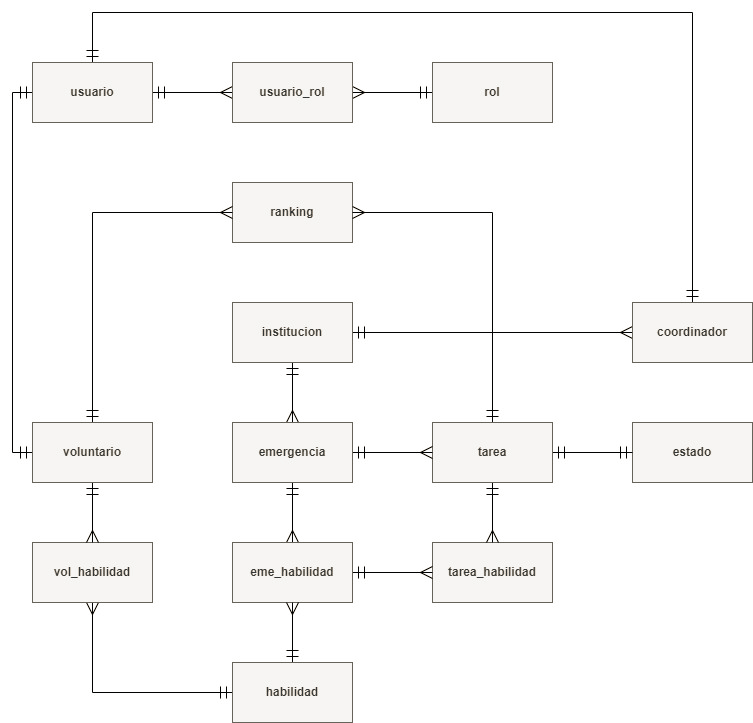 usuario
usuario_rol
rol
ranking
institucion
coordinador
voluntario
emergencia
tarea
estado
vol_habilidad
eme_habilidad
tarea_habilidad
habilidad